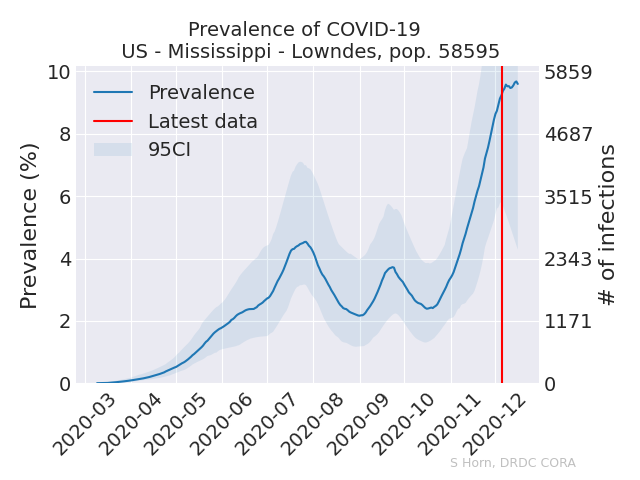 Prevalence of COVID-19
US - Mississippi - Lowndes, pop. 58595
Prevalence (%)
10
8
6
4
2
0
Prevalence
Latest data
95CI
5859
4687
3515
2343
1171
0
# of infections
2020-03
2020-04
2020-05
2020-06
2020-07
2020-08
2020-09
2020-10
2020-11
2020-12
S Horn, DRDC CORA